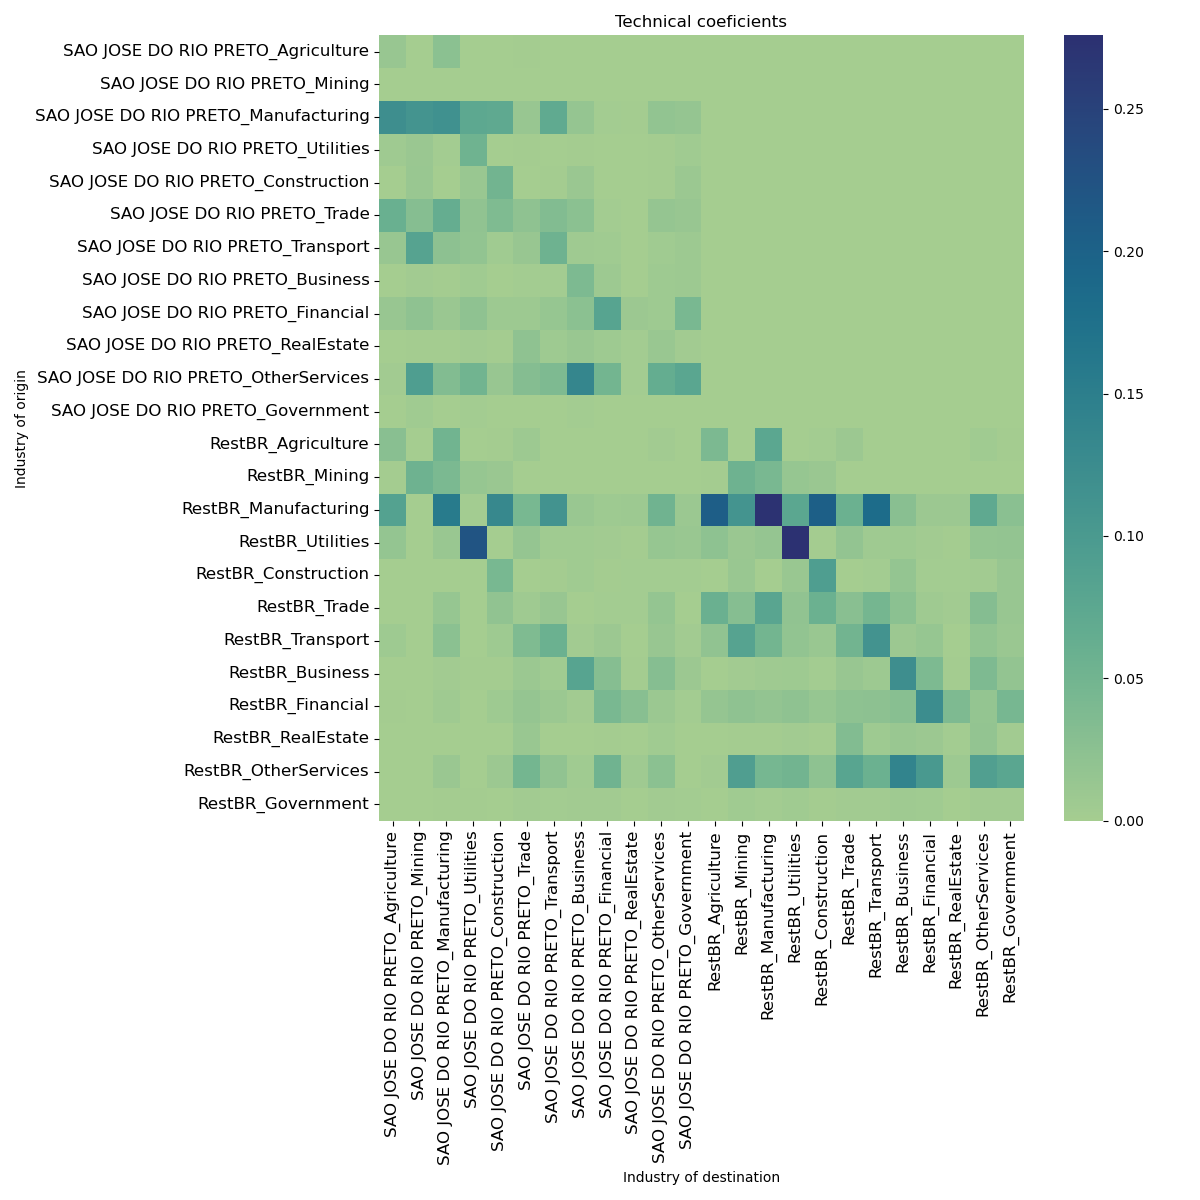 Technical coeficients
Industry of origin
SAO JOSE DO RIO PRETO_Agriculture
SAO JOSE DO RIO PRETO_Mining
SAO JOSE DO RIO PRETO_Manufacturing
SAO JOSE DO RIO PRETO_Utilities
SAO JOSE DO RIO PRETO_Construction
SAO JOSE DO RIO PRETO_Trade
SAO JOSE DO RIO PRETO_Transport
SAO JOSE DO RIO PRETO_Business
SAO JOSE DO RIO PRETO_Financial
SAO JOSE DO RIO PRETO_RealEstate
SAO JOSE DO RIO PRETO_OtherServices
SAO JOSE DO RIO PRETO_Government
RestBR_Agriculture
RestBR_Mining
RestBR_Manufacturing
RestBR_Utilities
RestBR_Construction
RestBR_Trade
RestBR_Transport
RestBR_Business
RestBR_Financial
RestBR_RealEstate
RestBR_OtherServices
RestBR_Government
SAO JOSE DO RIO PRETO_Agriculture
SAO JOSE DO RIO PRETO_Mining
SAO JOSE DO RIO PRETO_Manufacturing
SAO JOSE DO RIO PRETO_Utilities
SAO JOSE DO RIO PRETO_Construction
SAO JOSE DO RIO PRETO_Trade
SAO JOSE DO RIO PRETO_Transport
SAO JOSE DO RIO PRETO_Business
SAO JOSE DO RIO PRETO_Financial
SAO JOSE DO RIO PRETO_RealEstate
SAO JOSE DO RIO PRETO_OtherServices
SAO JOSE DO RIO PRETO_Government
RestBR_Agriculture
RestBR_Mining
RestBR_Manufacturing
RestBR_Utilities
RestBR_Construction
RestBR_Trade
RestBR_Transport
RestBR_Business
RestBR_Financial
RestBR_RealEstate
RestBR_OtherServices
RestBR_Government
Industry of destination
0.25
0.20
0.15
0.10
0.05
0.00